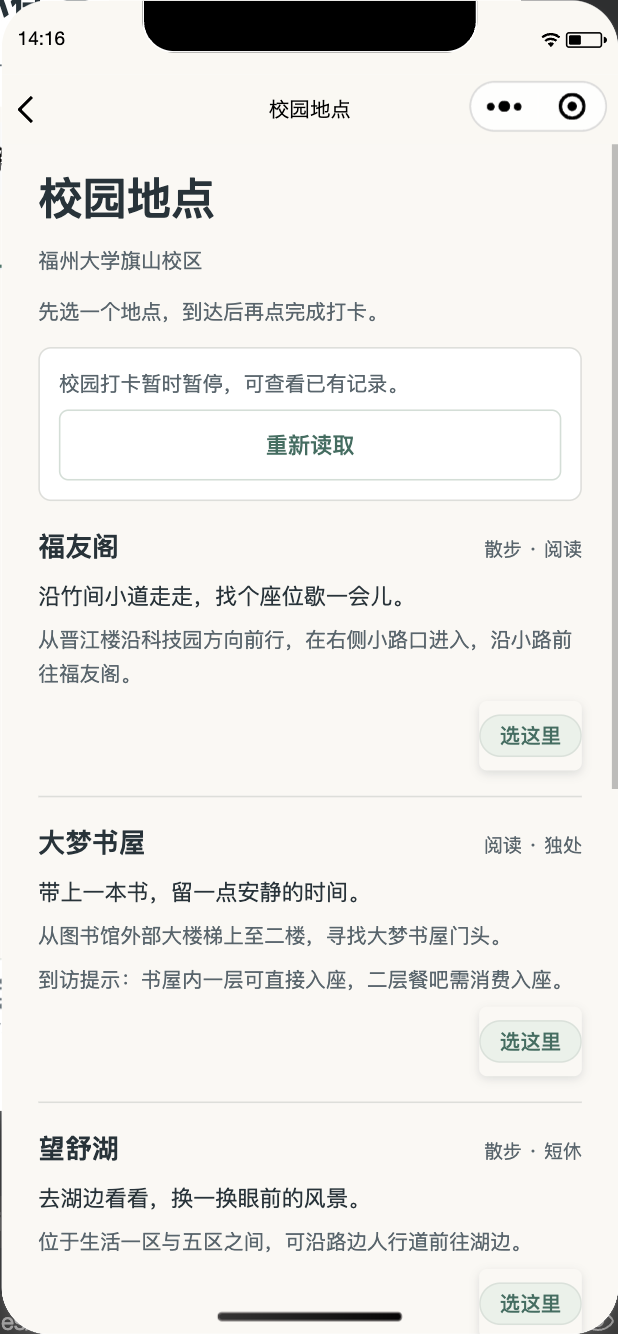 14:16
校园地点
校园地点
福州大学旗山校区
先选一个地点，到达后再点完成打卡。
校园打卡暂时暂停，可查看已有记录。
重新读取
福友阁
散步 · 阅读
沿竹间小道走走，找个座位歇一会儿。
从晋江楼沿科技园方向前行，在右侧小路口进入，沿小路前
往福友阁。
选这里
大梦书屋
阅读 · 独处
带上一本书，留一点安静的时间。
从图书馆外部大楼梯上至二楼，寻找大梦书屋门头。
到访提示：书屋内一层可直接入座，二层餐吧需消费入座。
选这里
望舒湖
散步 · 短休
去湖边看看，换一换眼前的风景。
位于生活一区与五区之间，可沿路边人行道前往湖边。
选这里